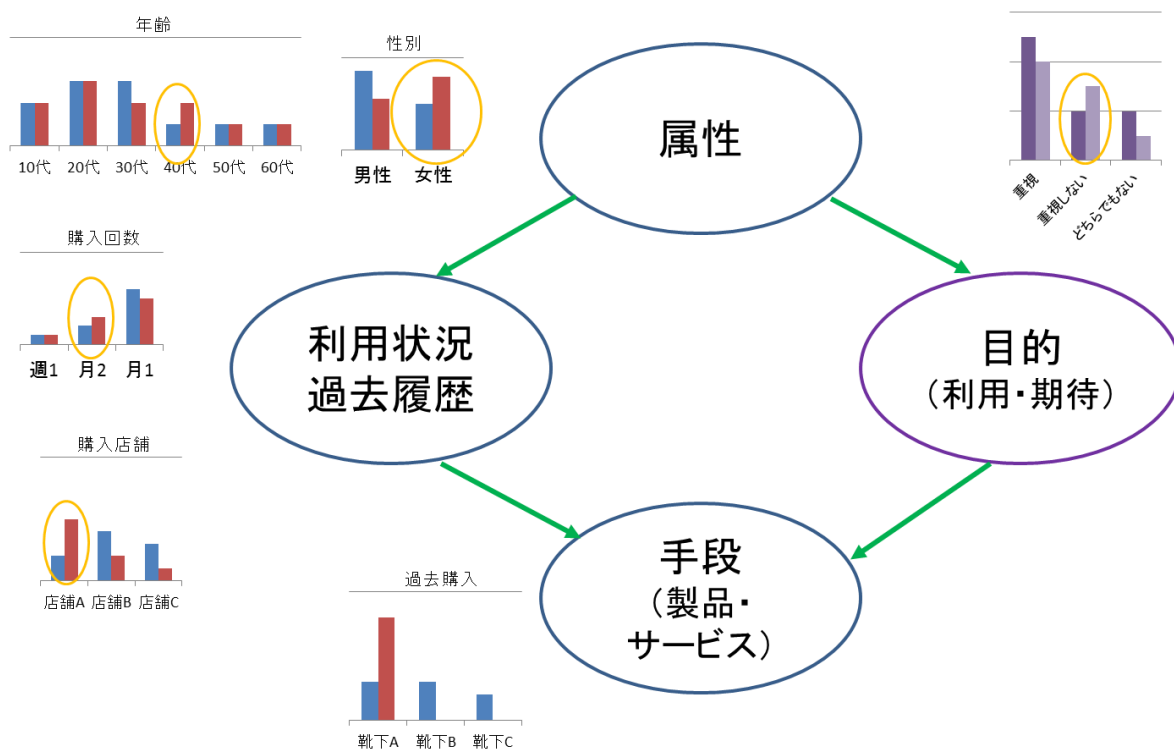 年齢
10代 20代 30代 40代 50代 60代
性別
男性 女性
属性
重視
重視しない
どちらでもない
購入回数
週1 月2 月1
利用状況
過去履歴
目的
（利用・期待）
購入店舗
店舗A 店舗B 店舗C
手段
（製品・
サービス）
過去購入
靴下A 靴下B 靴下C